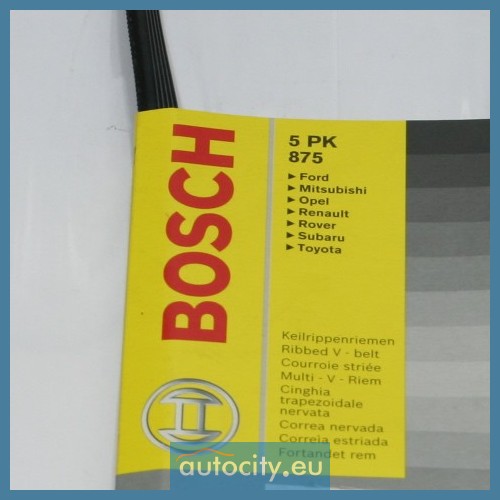 BOSCH
5 PK
875
► Ford
► Mitsubishi
► Opel
► Renault
► Rover
► Subaru
► Toyota
Keilrippenriemen
Ribbed V - belt
Courroie striée
Multi - V - Riem
Cinghia
trapezoidale
nervata
Correa nervada
Correia estriada
Fortandet rem
autocity.eu